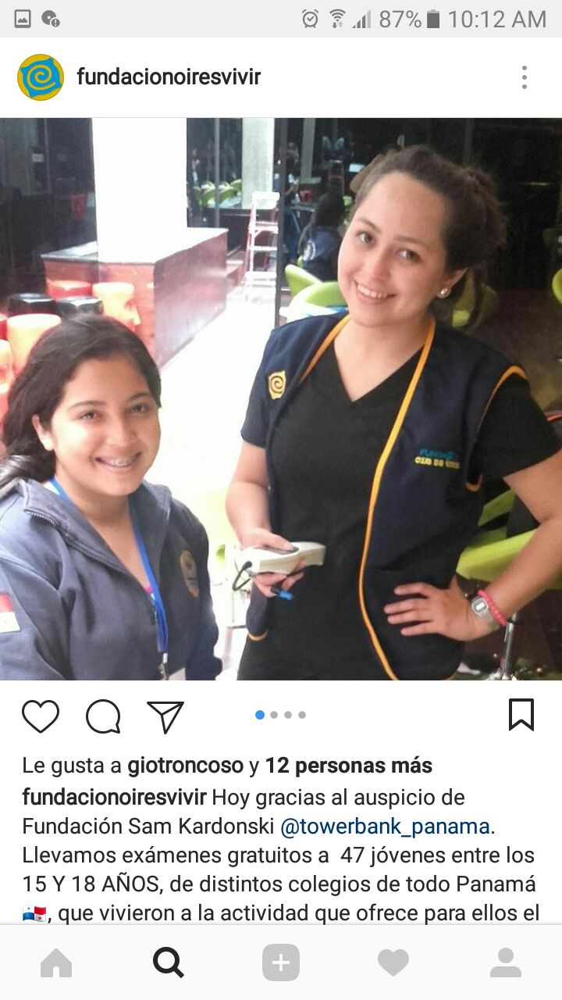 87% 10:12 AM
fundacionoiresvivir
Le gusta a giotroncoso y 12 personas más
fundacionoiresvivir Hoy gracias al auspicio de
Fundación Sam Kardonski @towerbank_panama.
Llevamos exámenes gratuitos a 47 jóvenes entre los
15 Y 18 AÑOS, de distintos colegios de todo Panamá
🇵🇦, que vivieron a la actividad que ofrece para ellos el